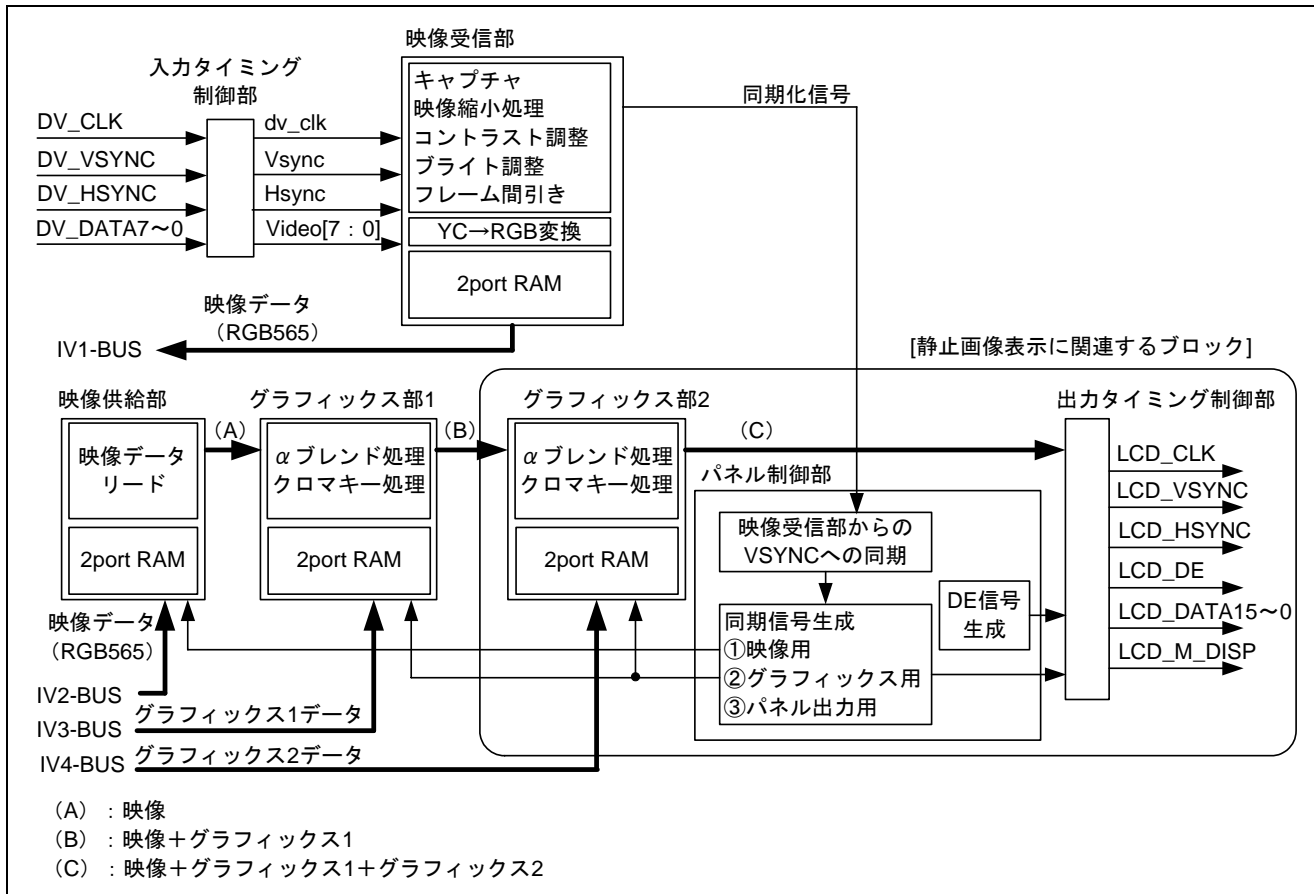 映像受信部
入力タイミング
制御部
キャプチャ
映像縮小処理
コントラスト調整
ブライト調整
フレーム間引き
同期化信号
DV_CLK
dv_clk
DV_VSYNC
Vsync
DV_HSYNC
Hsync
DV_DATA7～0
Video[7：0]
YC→RGB変換
2port RAM
映像データ
（RGB565）
IV1-BUS
[静止画像表示に関連するブロック]
映像供給部
グラフィックス部1
グラフィックス部2
出力タイミング制御部
（A）
（B）
（C）
映像データ
リード
αブレンド処理
クロマキー処理
αブレンド処理
クロマキー処理
パネル制御部
LCD_CLK
LCD_VSYNC
LCD_HSYNC
LCD_DE
LCD_DATA15～0
LCD_M_DISP
2port RAM
2port RAM
2port RAM
映像受信部からの
VSYNCへの同期
DE信号
生成
同期信号生成
①映像用
②グラフィックス用
③パネル出力用
映像データ
（RGB565）
IV2-BUS
IV3-BUS
グラフィックス1データ
IV4-BUS
グラフィックス2データ
（A）：映像
（B）：映像＋グラフィックス1
（C）：映像＋グラフィックス1＋グラフィックス2